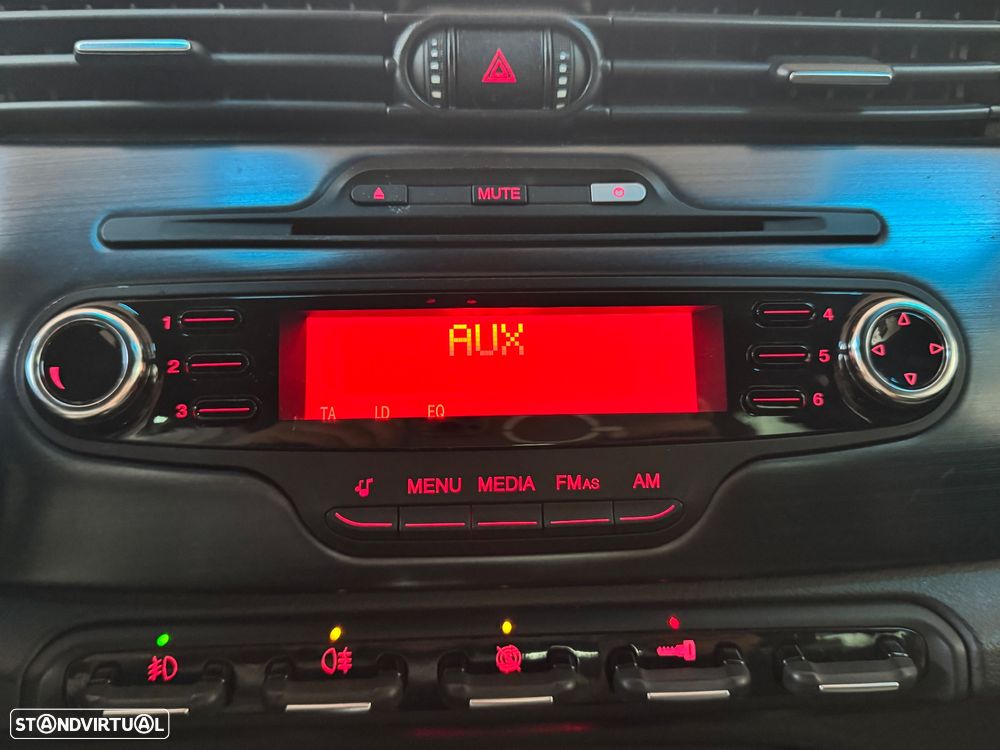 MUTE
1
2
3
AUX
TA LD EQ
4
5
6
MENU MEDIA FMAS AM
STANDVIRTUAL